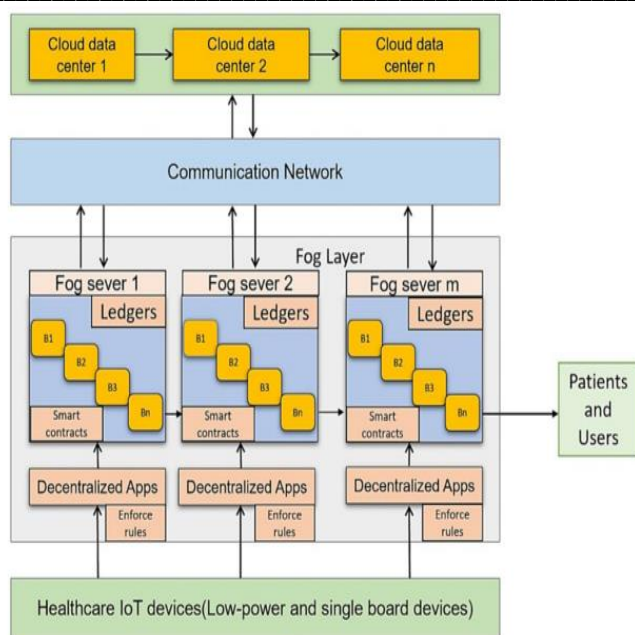 Cloud data
center 1
Cloud data
center 2
Cloud data
center n
Communication Network
Fog Layer
Fog sever 1
Ledgers
B1
B2
B3
Bn
Smart
contracts
Decentralized Apps
Enforce
rules
Fog sever 2
Ledgers
B1
B2
B3
Bn
Smart
contracts
Decentralized Apps
Enforce
rules
Fog sever m
Ledgers
B1
B2
B3
Bn
Smart
contracts
Decentralized Apps
Enforce
rules
Patients
and
Users
Healthcare IoT devices(Low-power and single board devices)